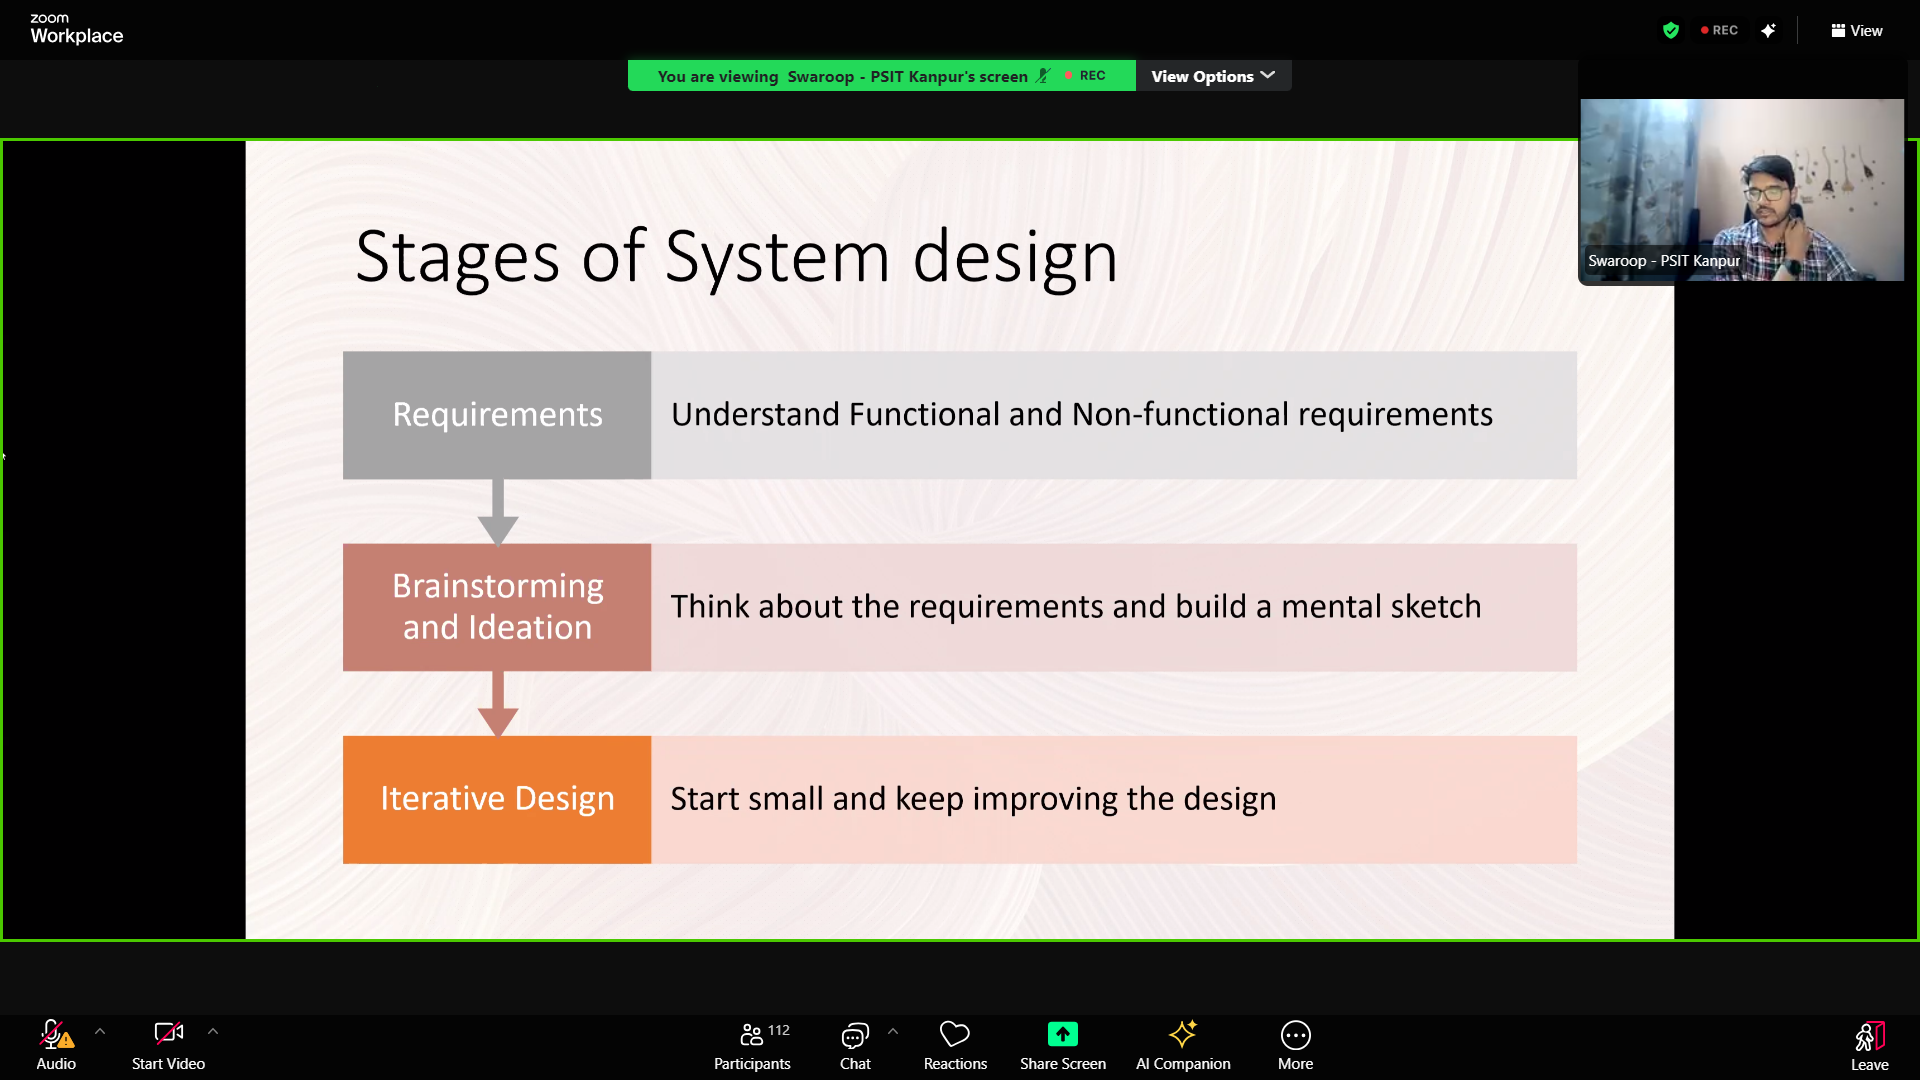 zoom
Workplace
REC
View
You are viewing Swaroop - PSIT Kanpur's screen REC
View Options
Swaroop - PSIT Kanpur
Stages of System design
Requirements
Understand Functional and Non-functional requirements
Brainstorming
and Ideation
Think about the requirements and build a mental sketch
Iterative Design
Start small and keep improving the design
Audio
Start Video
112
Participants
Chat
Reactions
Share Screen
AI Companion
More
Leave